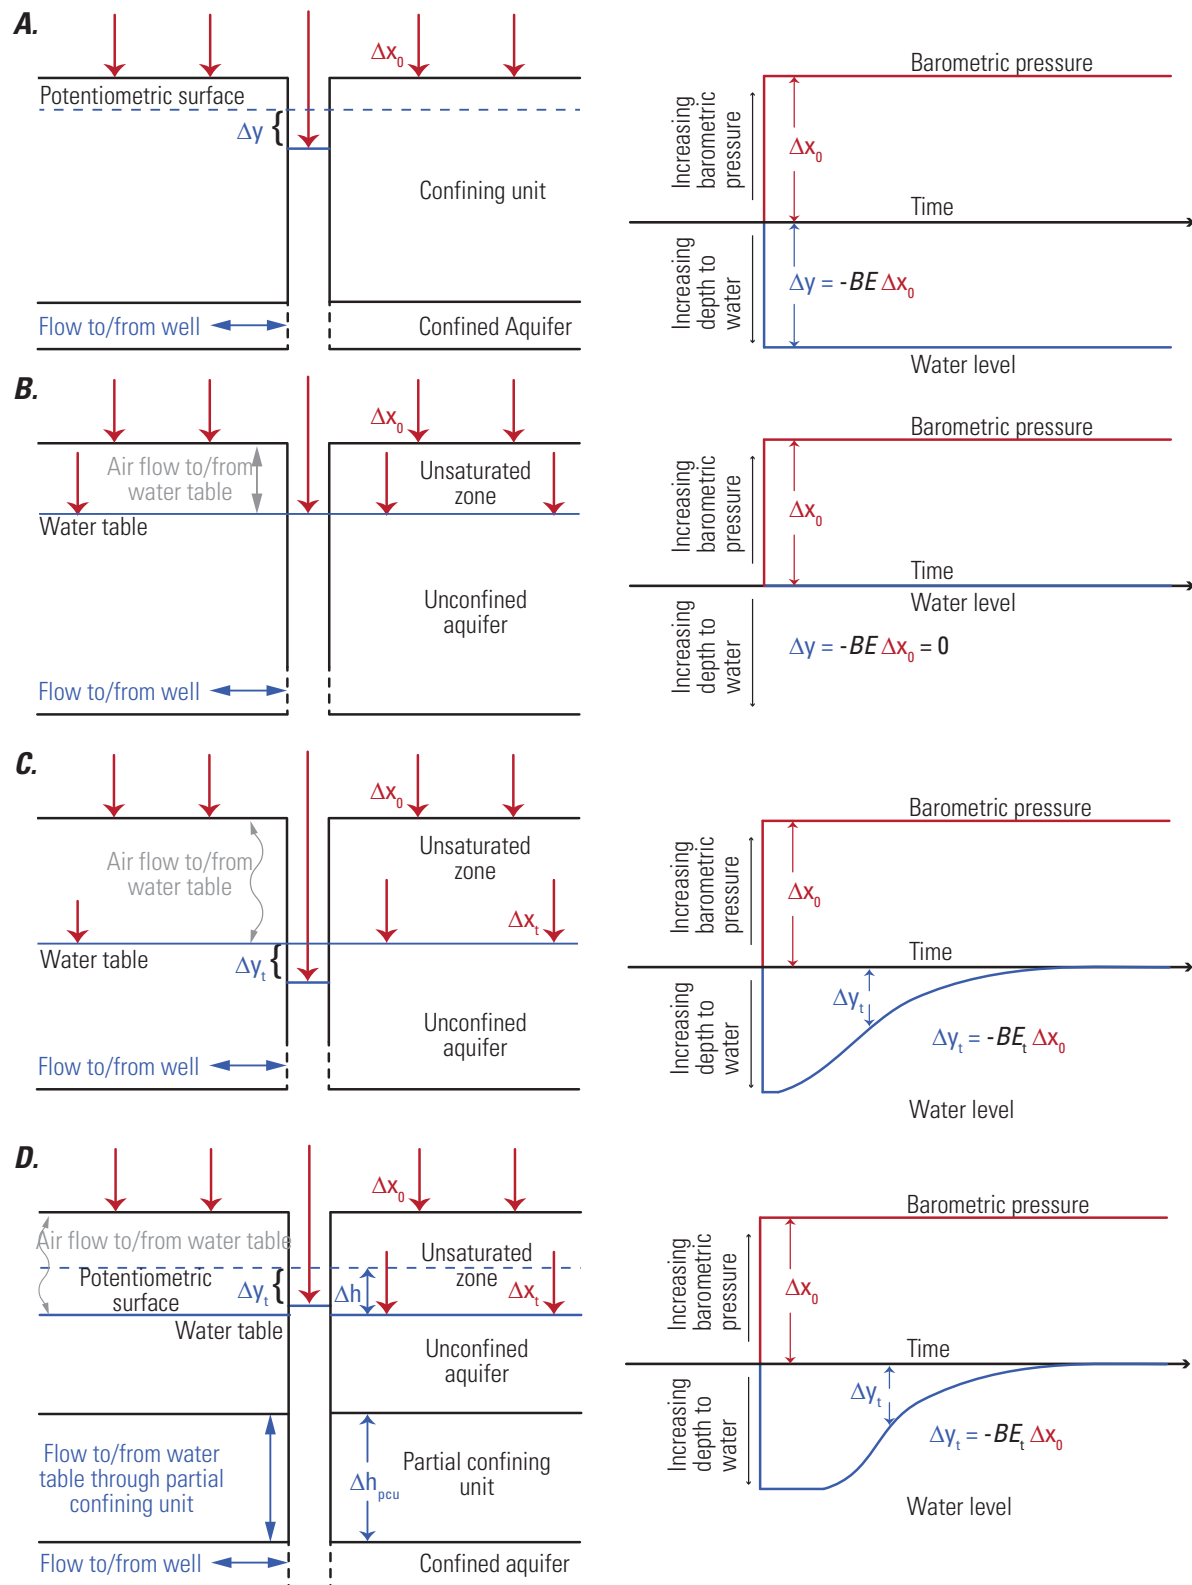 A.
Δx0
Potentiometric surface
Δy {
Confining unit
Flow to/from well
Confined Aquifer
Increasing
barometric
pressure
Barometric pressure
Δx0
Time
Increasing
depth to
water
Δy = -BE Δx0
Water level
B.
Δx0
Air flow to/from
water table
Unsaturated
zone
Water table
Unconfined
aquifer
Flow to/from well
Increasing
barometric
pressure
Barometric pressure
Δx0
Time
Water level
Increasing
depth to
water
Δy = -BE Δx0 = 0
C.
Δx0
Air flow to/from
water table
Unsaturated
zone
Δxt
Water table
Δyt {
Unconfined
aquifer
Flow to/from well
Increasing
barometric
pressure
Barometric pressure
Δx0
Time
Increasing
depth to
water
Δyt
Δyt = -BEt Δx0
Water level
D.
Δx0
Air flow to/from water table
Unsaturated
zone
Potentiometric
surface
Δyt {
Δh
Δxt
Water table
Unconfined
aquifer
Flow to/from water
table through partial
confining unit
Partial confining
unit
Δhpcu
Flow to/from well
Confined aquifer
Increasing
barometric
pressure
Barometric pressure
Δx0
Time
Increasing
depth to
water
Δyt
Δyt = -BEt Δx0
Water level